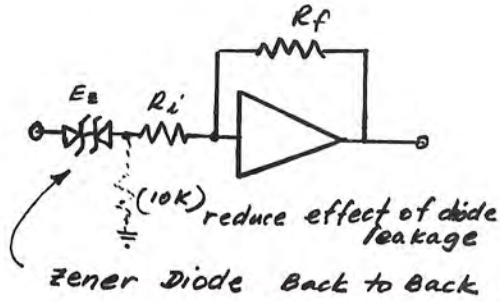 Rf
Ez
Ri
(10K) reduce effect of diode
leakage
Zener Diode Back to Back